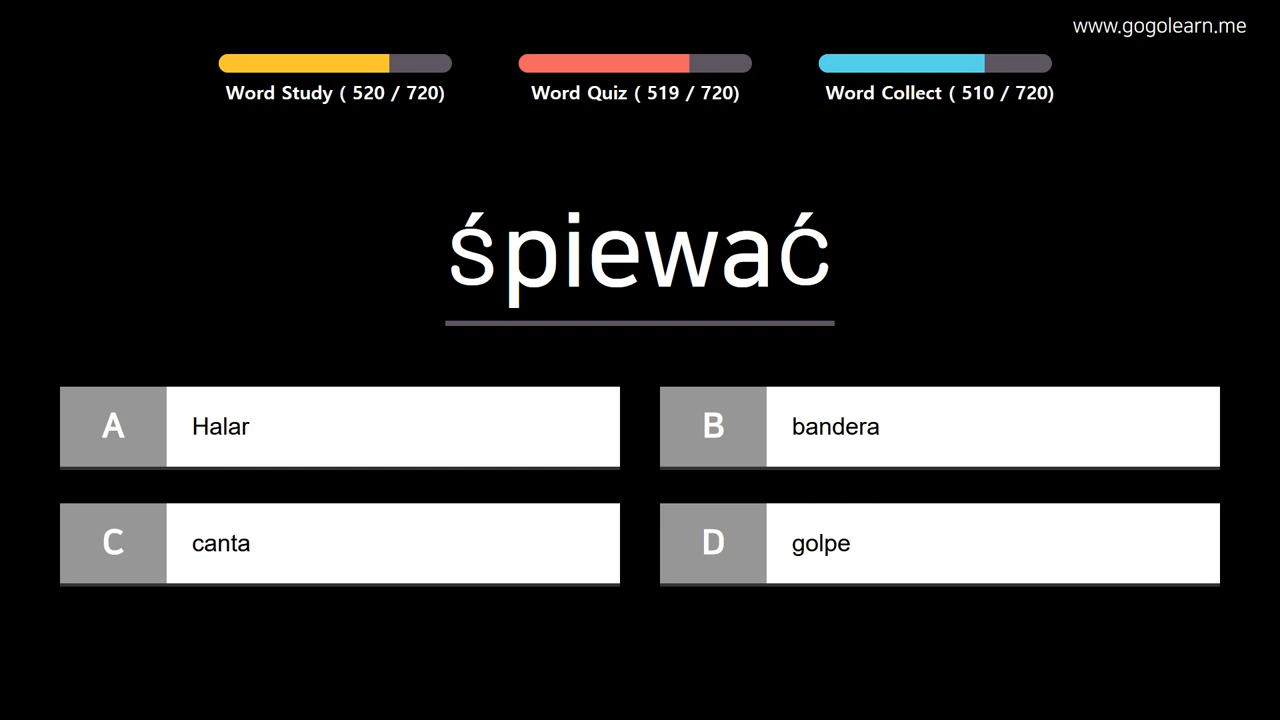 www.gogolearn.me
Word Study ( 520 / 720)
Word Quiz ( 519 / 720)
Word Collect ( 510 / 720)
śpiewać
A Halar
B bandera
C canta
D golpe